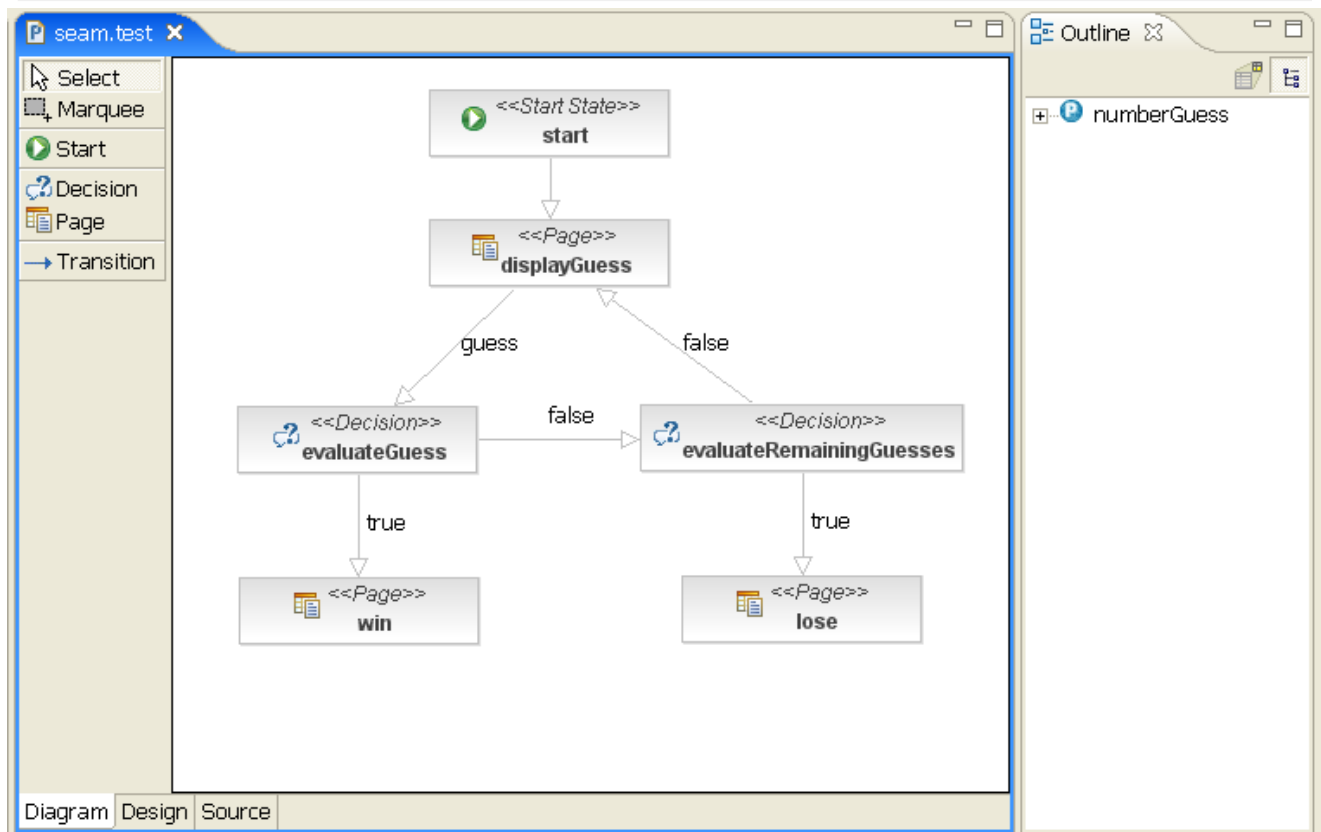 seam.test
Outline
Select
Marquee
Start
Decision
Page
Transition
<<Start State>>
start
<<Page>>
displayGuess
guess
false
<<Decision>>
evaluateGuess
false
<<Decision>>
evaluateRemainingGuesses
true
true
<<Page>>
win
<<Page>>
lose
numberGuess
Diagram Design Source